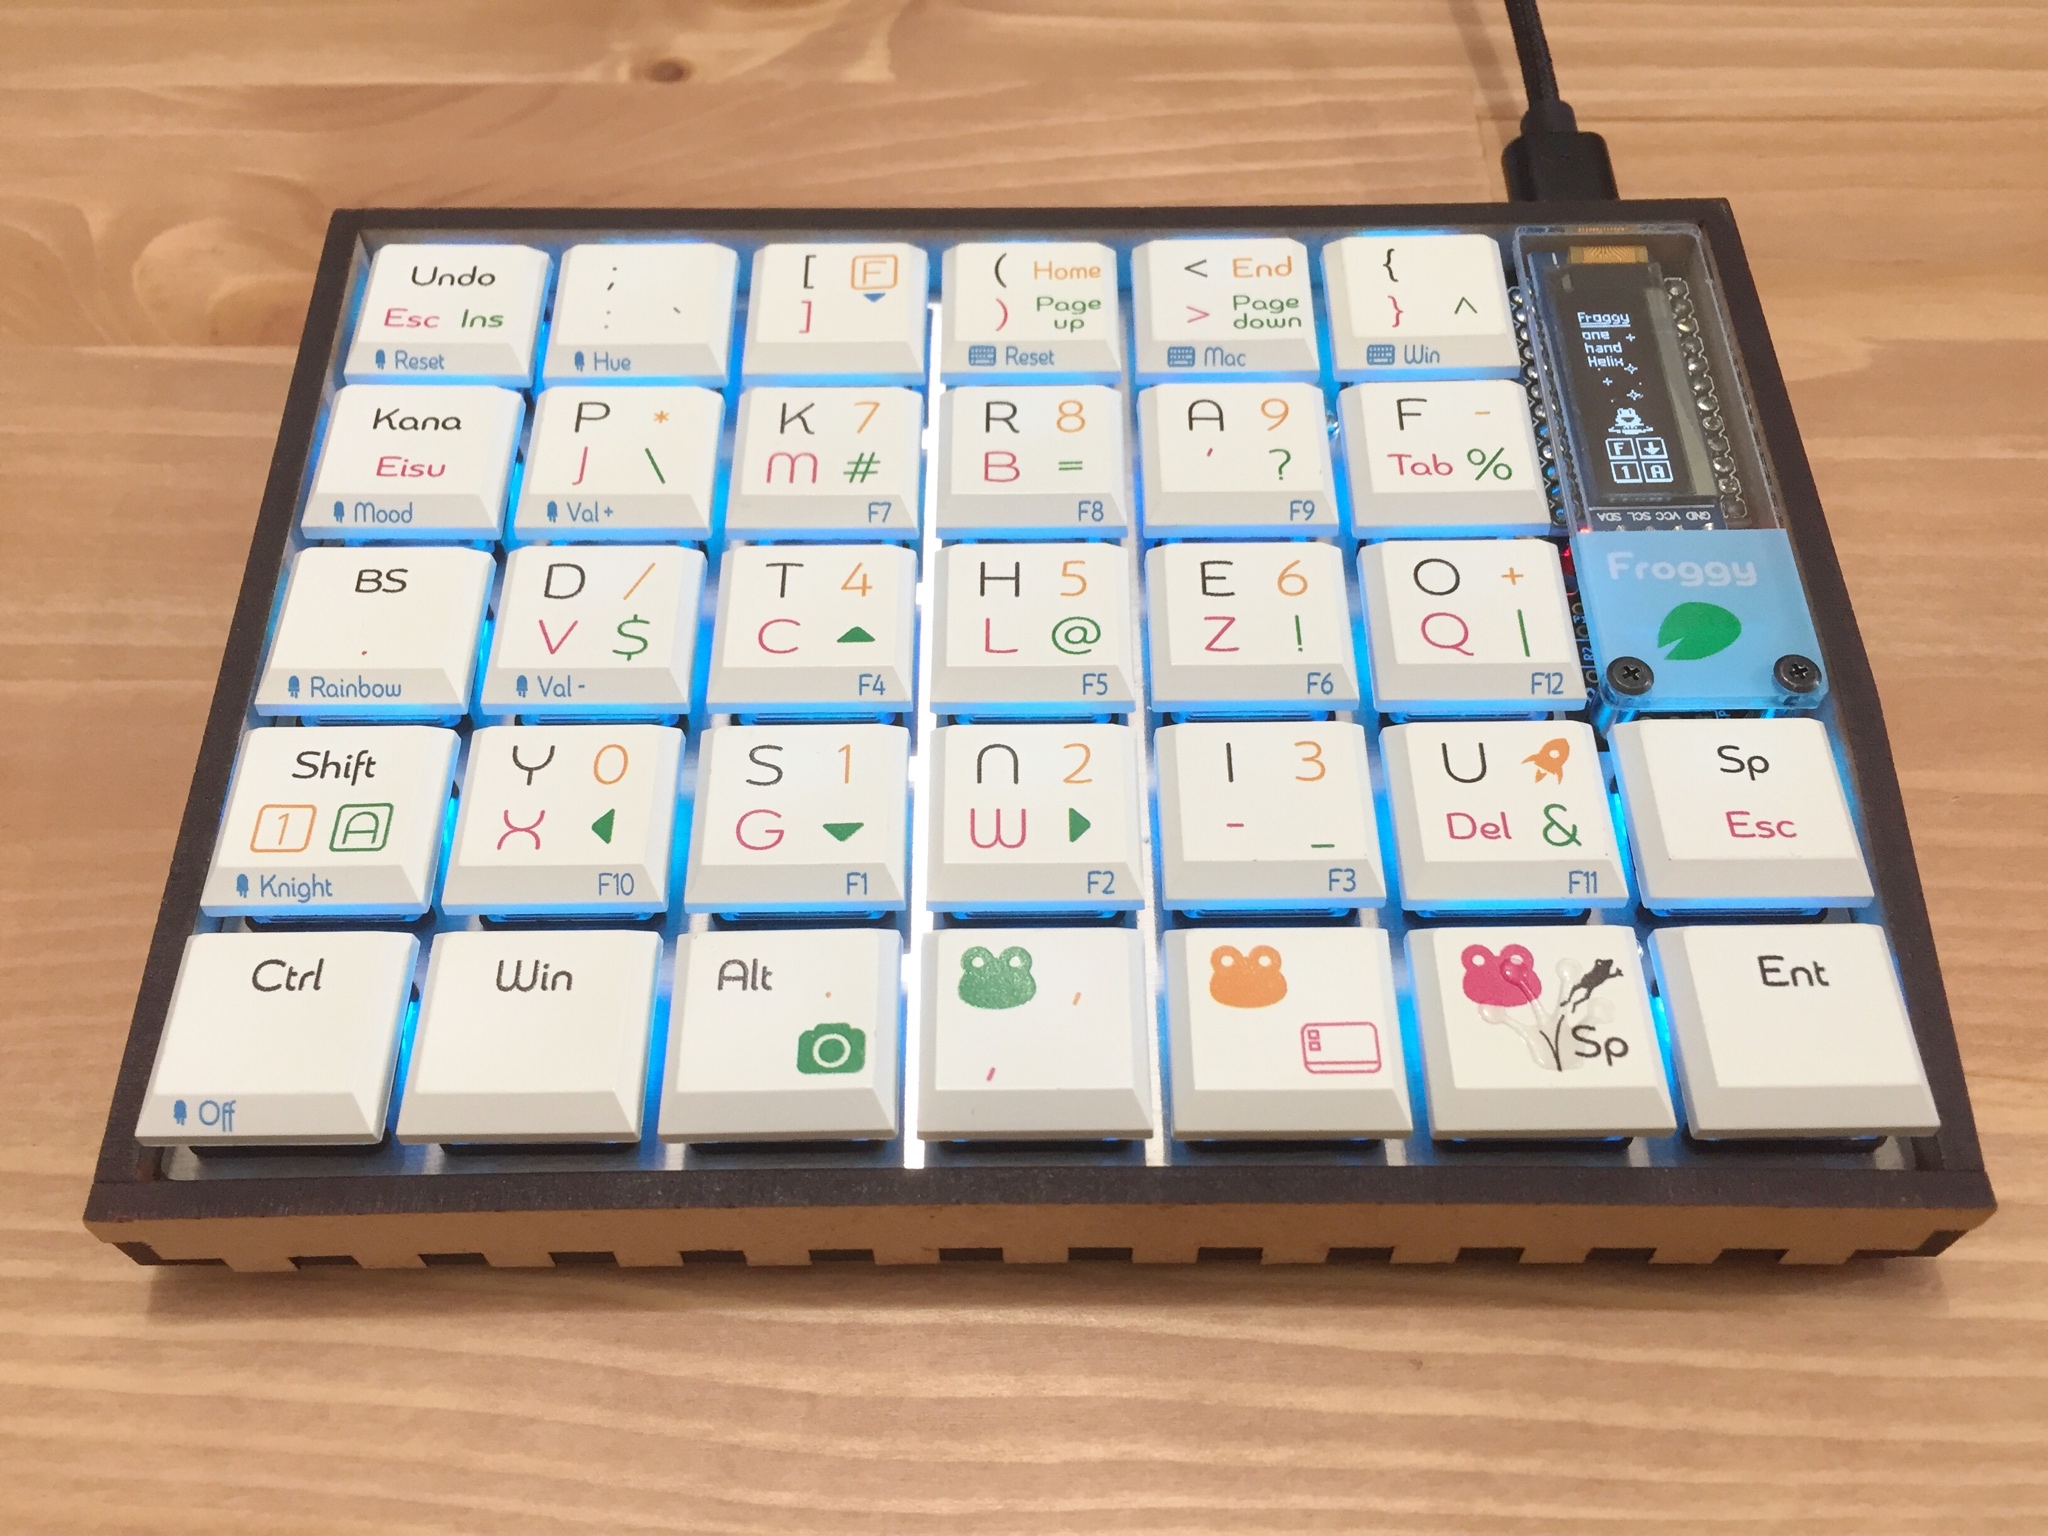 Undo
Esc Ins
Reset
;
: `
Hue
[ F
]
( Home
) Page up
Reset
< End
> Page down
Mac
{
} ^
Win
Froggy
one
hand
Helix
F ↓
1 A
GND VCC SCL SDA
Froggy
Kana
Eisu
Mood
P *
J \
Val+
K 7
M #
F7
R 8
B =
F8
A 9
' ?
F9
F -
Tab %
BS
.
Rainbow
D /
V $
Val-
T 4
C ▲
F4
H 5
L @
F5
E 6
Z !
F6
O +
Q |
F12
Shift
1 A
Knight
Y 0
X ◀
F10
S 1
G ▼
F1
N 2
W ▶
F2
I 3
- _
F3
U
Del &
F11
Sp
Esc
Ctrl
Off
Win
Alt .
,
,
Sp
Ent